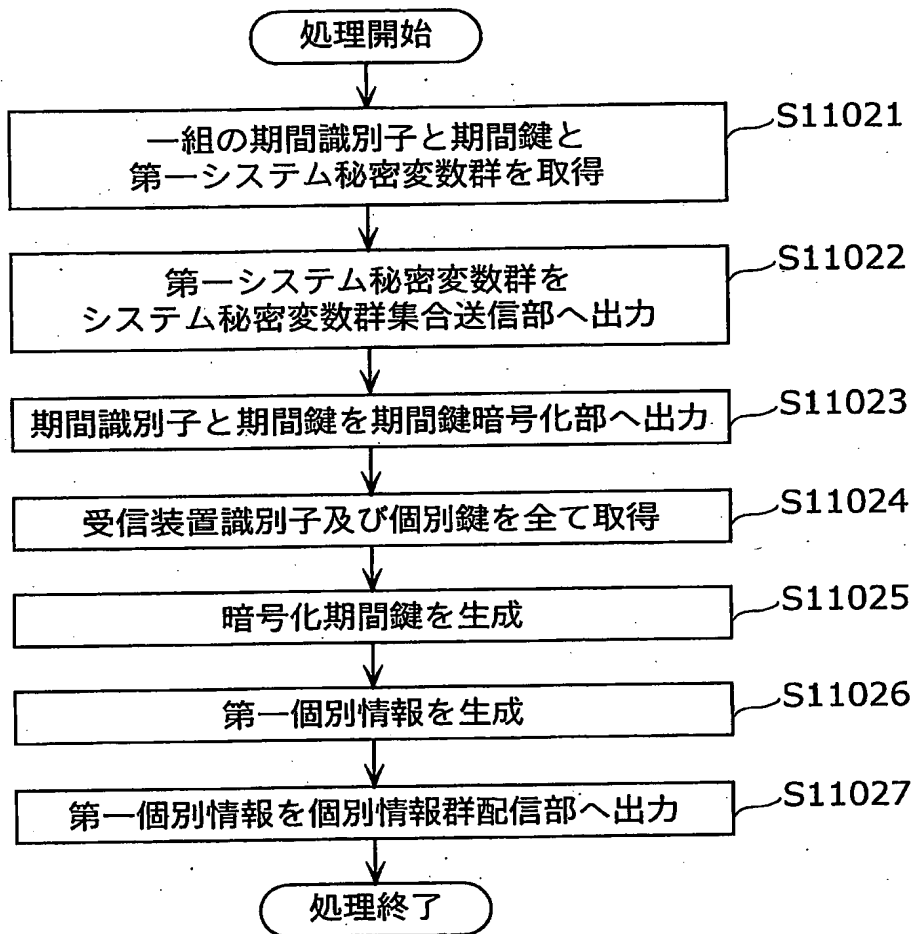 処理開始
一組の期間識別子と期間鍵と
第一システム秘密変数群を取得
S11021
第一システム秘密変数群を
システム秘密変数群集合送信部へ出力
S11022
期間識別子と期間鍵を期間鍵暗号化部へ出力
S11023
受信装置識別子及び個別鍵を全て取得
S11024
暗号化期間鍵を生成
S11025
第一個別情報を生成
S11026
第一個別情報を個別情報群配信部へ出力
S11027
処理終了